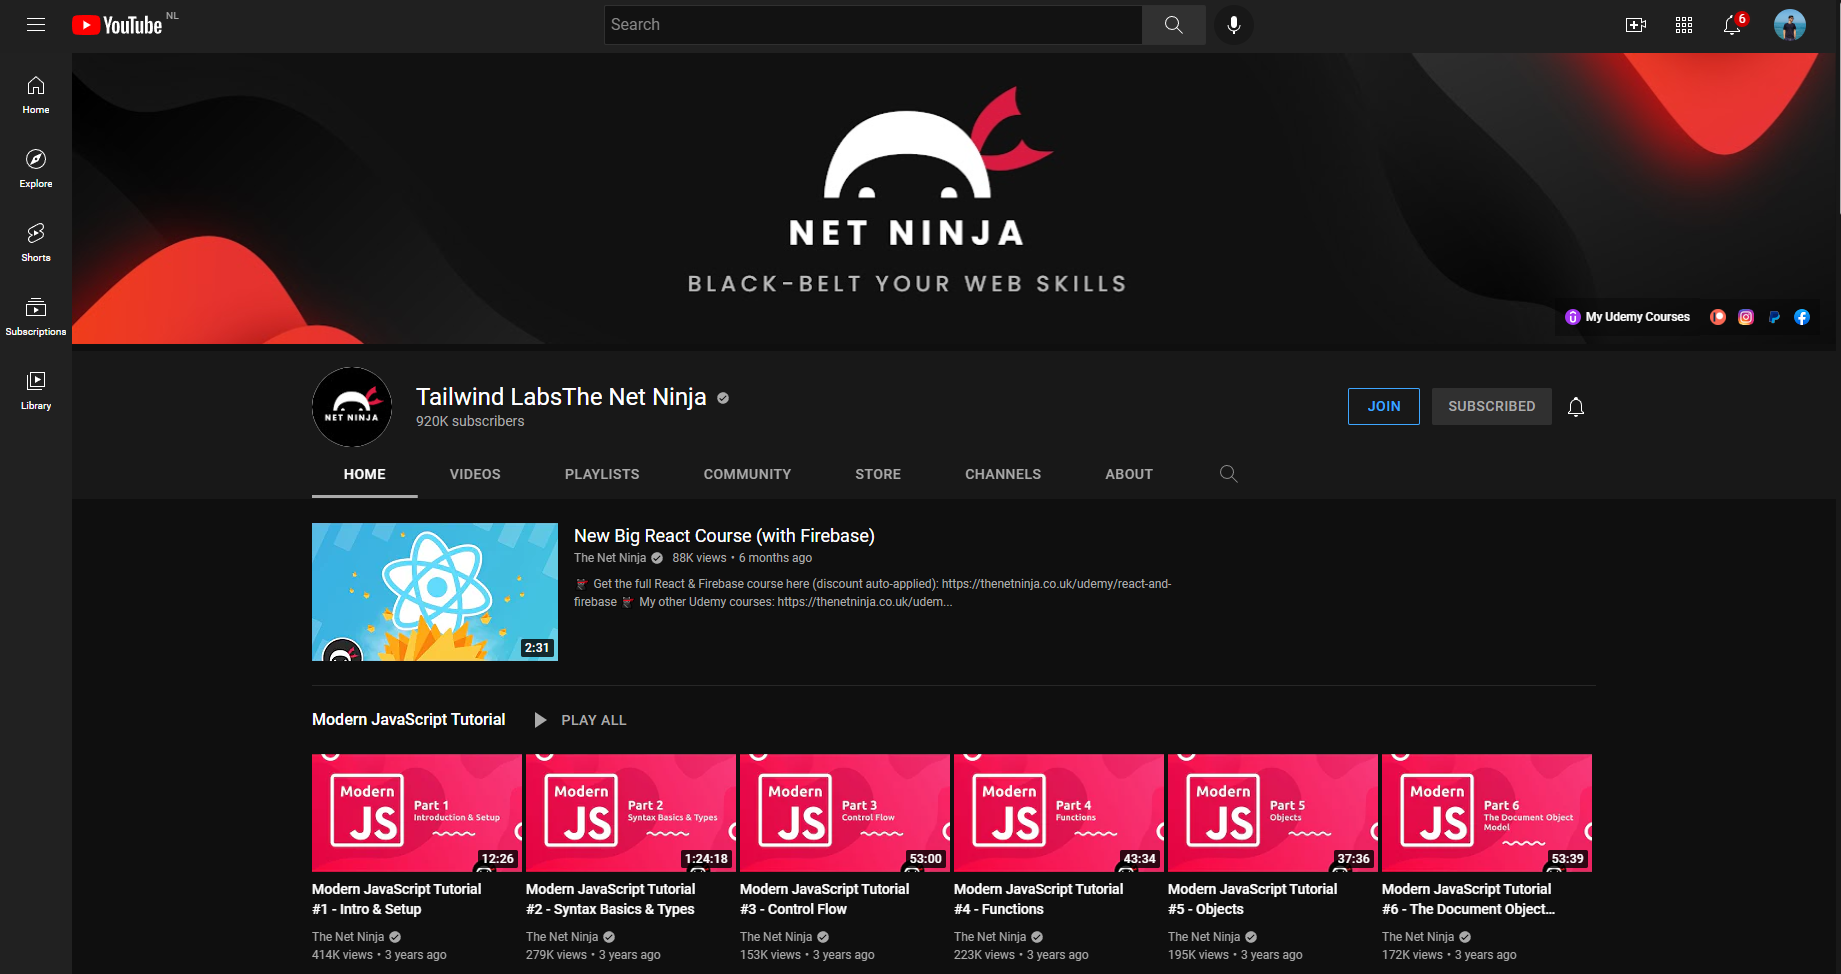 YouTube NL
Search
6
Home
Explore
Shorts
Subscriptions
Library
NET NINJA
BLACK-BELT YOUR WEB SKILLS
My Udemy Courses
NET NINJA
Tailwind LabsThe Net Ninja
920K subscribers
JOIN
SUBSCRIBED
HOME
VIDEOS
PLAYLISTS
COMMUNITY
STORE
CHANNELS
ABOUT
2:31
New Big React Course (with Firebase)
The Net Ninja 88K views • 6 months ago
Get the full React & Firebase course here (discount auto-applied): https://thenetninja.co.uk/udemy/react-and-
firebase My other Udemy courses: https://thenetninja.co.uk/udem...
Modern JavaScript Tutorial
PLAY ALL
Modern
JS
Part 1
Introduction & Setup
12:26
Modern JavaScript Tutorial
#1 - Intro & Setup
The Net Ninja
414K views • 3 years ago
Modern
JS
Part 2
Syntax Basics & Types
1:24:18
Modern JavaScript Tutorial
#2 - Syntax Basics & Types
The Net Ninja
279K views • 3 years ago
Modern
JS
Part 3
Control Flow
53:00
Modern JavaScript Tutorial
#3 - Control Flow
The Net Ninja
153K views • 3 years ago
Modern
JS
Part 4
Functions
43:34
Modern JavaScript Tutorial
#4 - Functions
The Net Ninja
223K views • 3 years ago
Modern
JS
Part 5
Objects
37:36
Modern JavaScript Tutorial
#5 - Objects
The Net Ninja
195K views • 3 years ago
Modern
JS
Part 6
The Document Object
Model
53:39
Modern JavaScript Tutorial
#6 - The Document Object...
The Net Ninja
172K views • 3 years ago